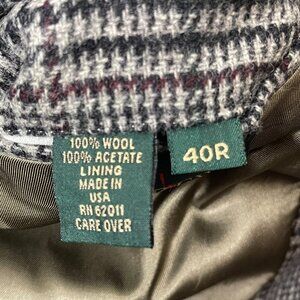 100% WOOL
100% ACETATE
LINING
MADE IN
USA
RN 62011
CARE OVER
40R